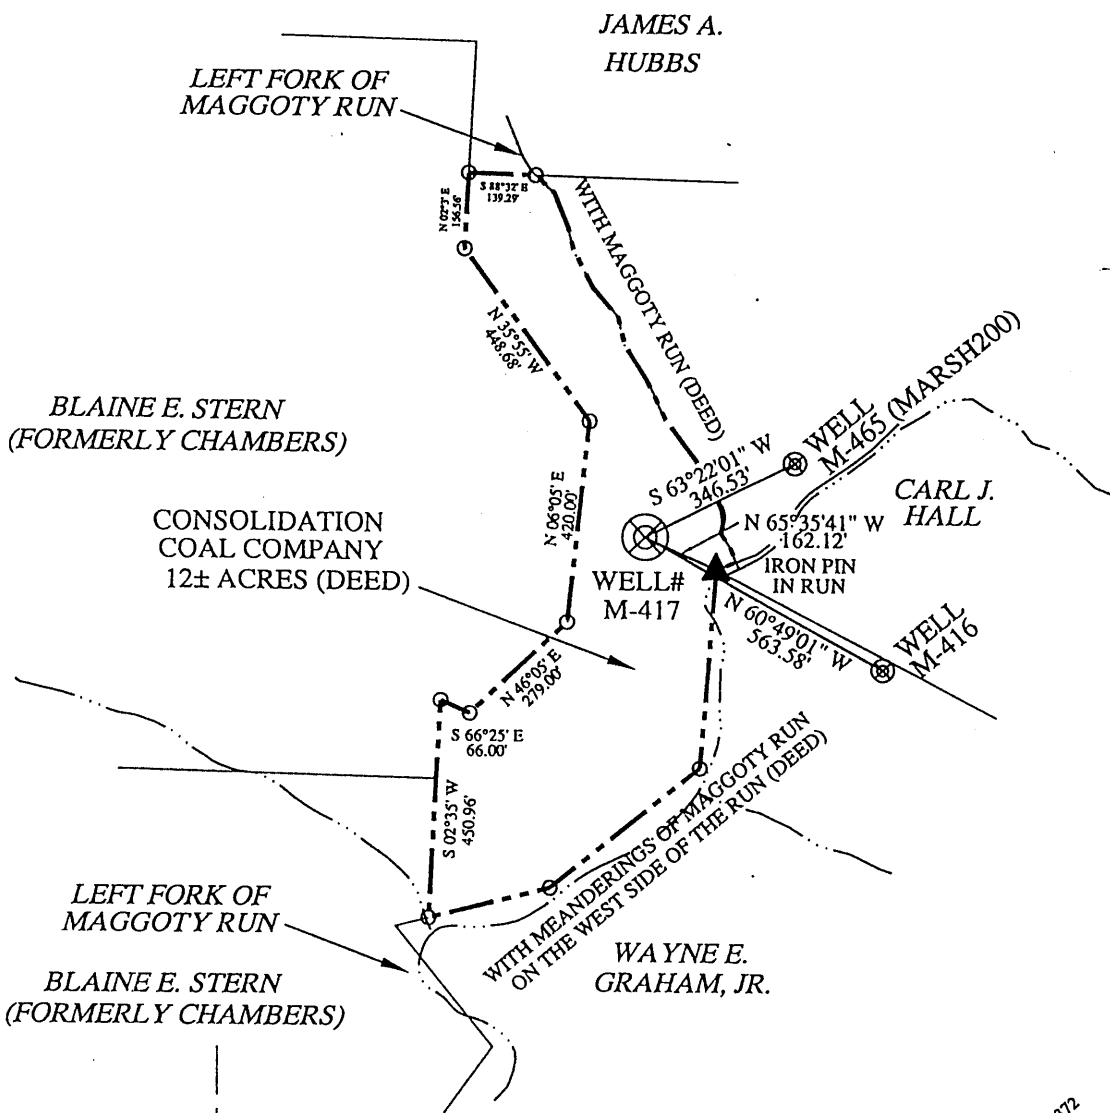 JAMES A.
HUBBS
LEFT FORK OF
MAGGOTY RUN
S 88°32' E
139.29'
N 02°3' E
156.56'
WITH MAGGOTY RUN (DEED)
N 35°55' W
448.68'
BLAINE E. STERN
(FORMERLY CHAMBERS)
WELL
M-465 (MARSH200)
S 63°22'01" W
346.53'
CARL J.
HALL
N 06°05' E
420.00'
CONSOLIDATION
COAL COMPANY
12± ACRES (DEED)
N 65°35'41" W
162.12'
IRON PIN
IN RUN
WELL#
M-417
N 60°49'01" W
563.58'
WELL
M-416
N 46°05' E
279.00'
S 66°25' E
66.00'
S 02°35' W
450.96'
WITH MEANDERINGS OF MAGGOTY RUN
ON THE WEST SIDE OF THE RUN (DEED)
LEFT FORK OF
MAGGOTY RUN
WAYNE E.
GRAHAM, JR.
BLAINE E. STERN
(FORMERLY CHAMBERS)